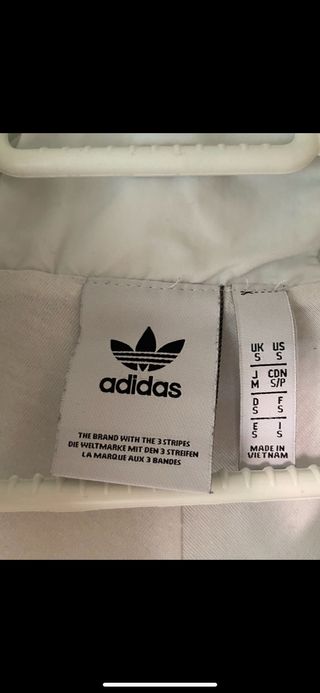 adidas
THE BRAND WITH THE 3 STRIPES
DIE WELTMARKE MIT DEN 3 STREIFEN
LA MARQUE AUX 3 BANDES
UK US
S S
J CDN
M S/P
D F
S S
E I
S S
MADE IN
VIETNAM